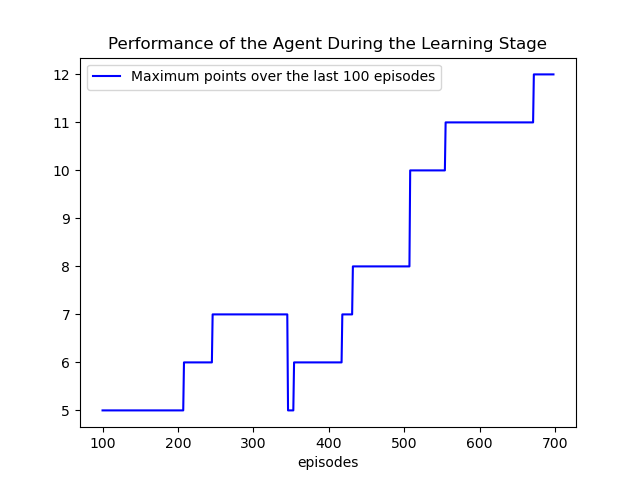 Performance of the Agent During the Learning Stage
Maximum points over the last 100 episodes
12
11
10
9
8
7
6
5
100 200 300 400 500 600 700
episodes